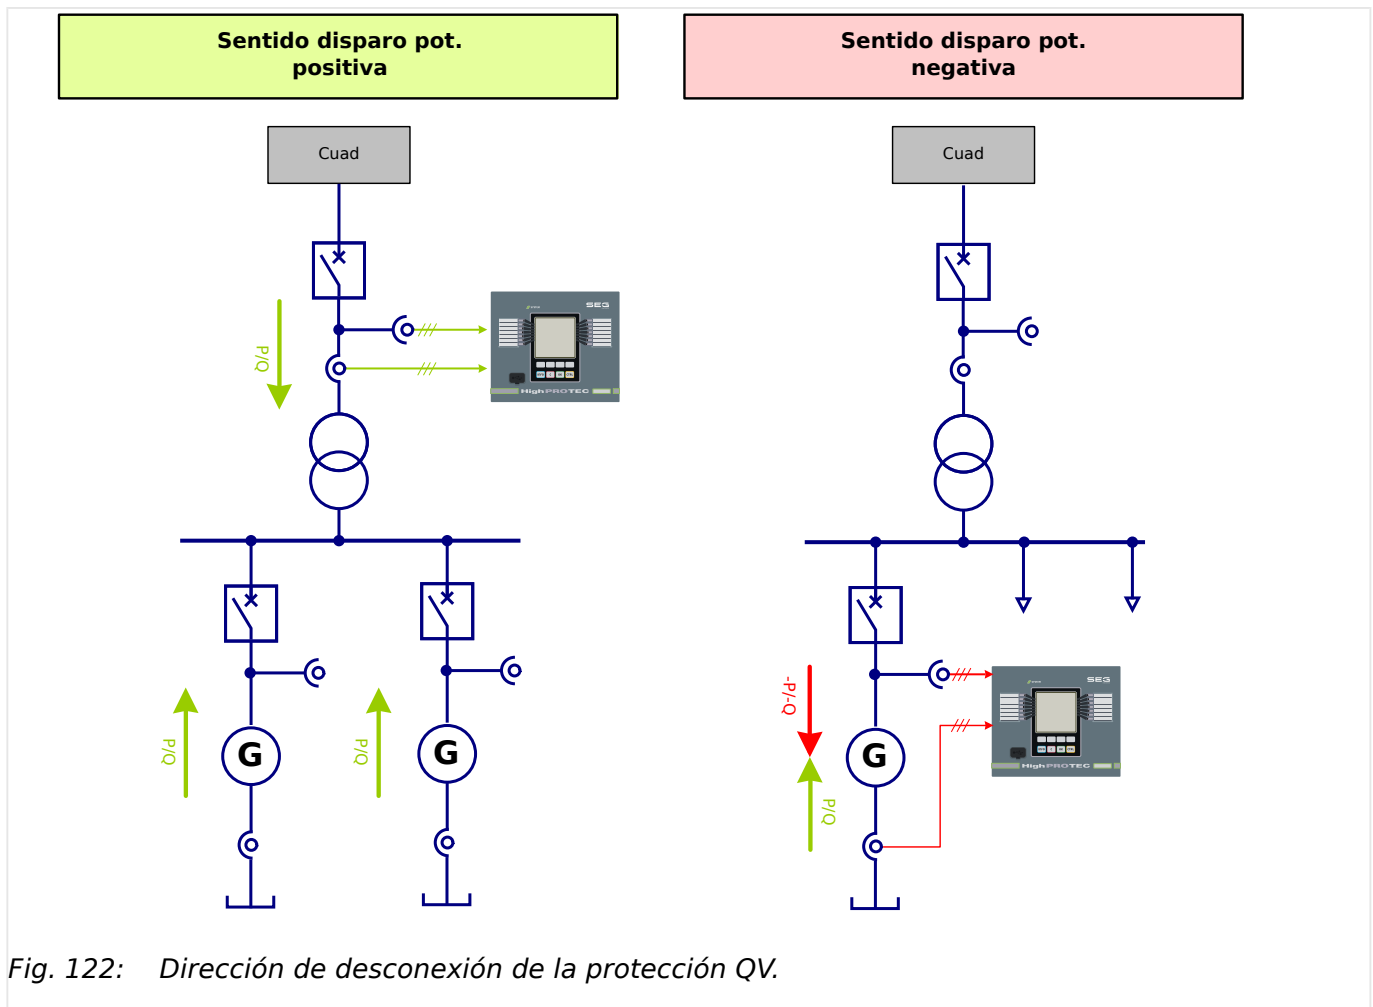 Sentido disparo pot.
positiva
Sentido disparo pot.
negativa
Cuad
Cuad
SEG
P/Q
HighPROTEC
P/Q
G
P/Q
G
-P/-Q
P/Q
G
SEG
HighPROTEC
Fig. 122: Dirección de desconexión de la protección QV.